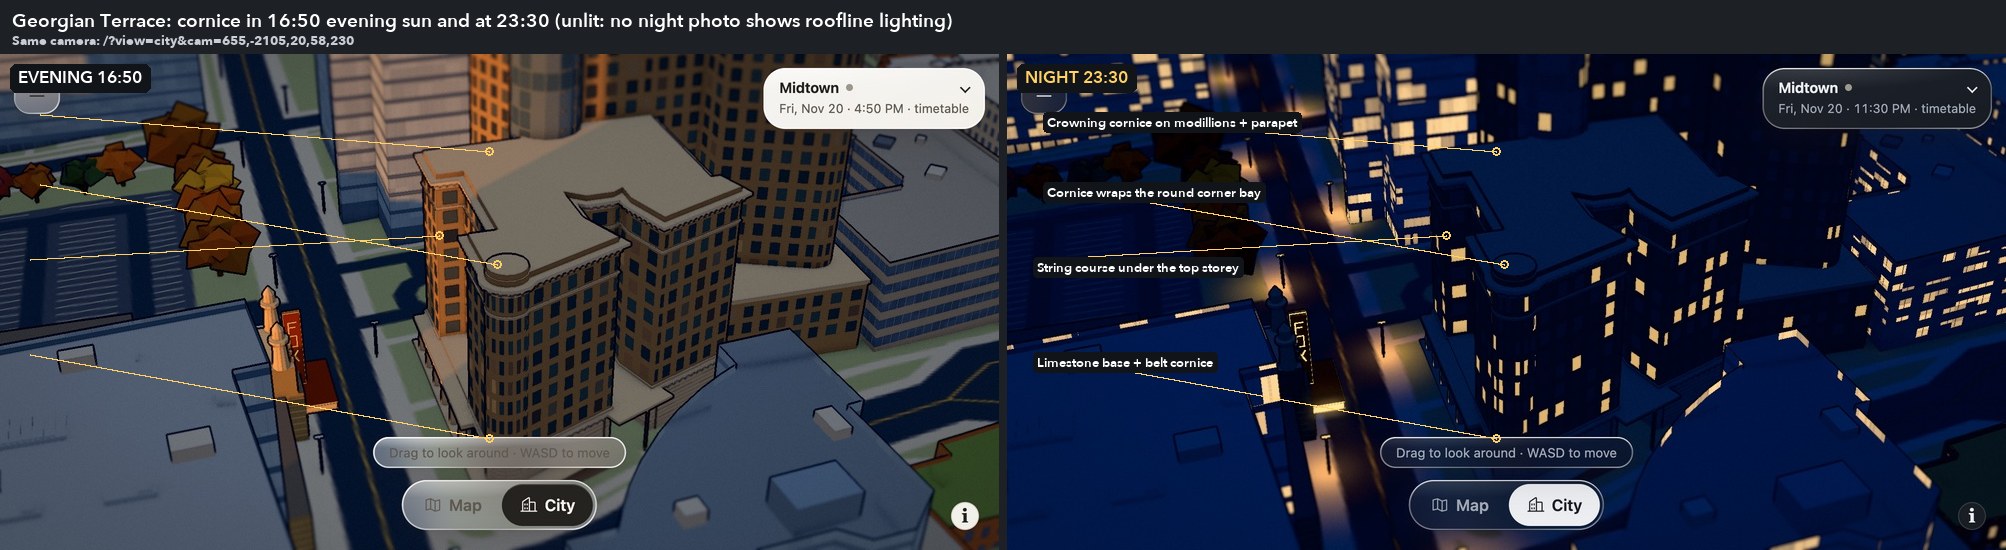 Georgian Terrace: cornice in 16:50 evening sun and at 23:30 (unlit: no night photo shows roofline lighting)
Same camera: /?view=city&cam=655,-2105,20,58,230
EVENING 16:50
Midtown
Fri, Nov 20 · 4:50 PM · timetable
FOX
Drag to look around · WASD to move
Map
City
i
NIGHT 23:30
Midtown
Fri, Nov 20 · 11:30 PM · timetable
Crowning cornice on modillions + parapet
Cornice wraps the round corner bay
String course under the top storey
FOX
Limestone base + belt cornice
Drag to look around · WASD to move
Map
City
i